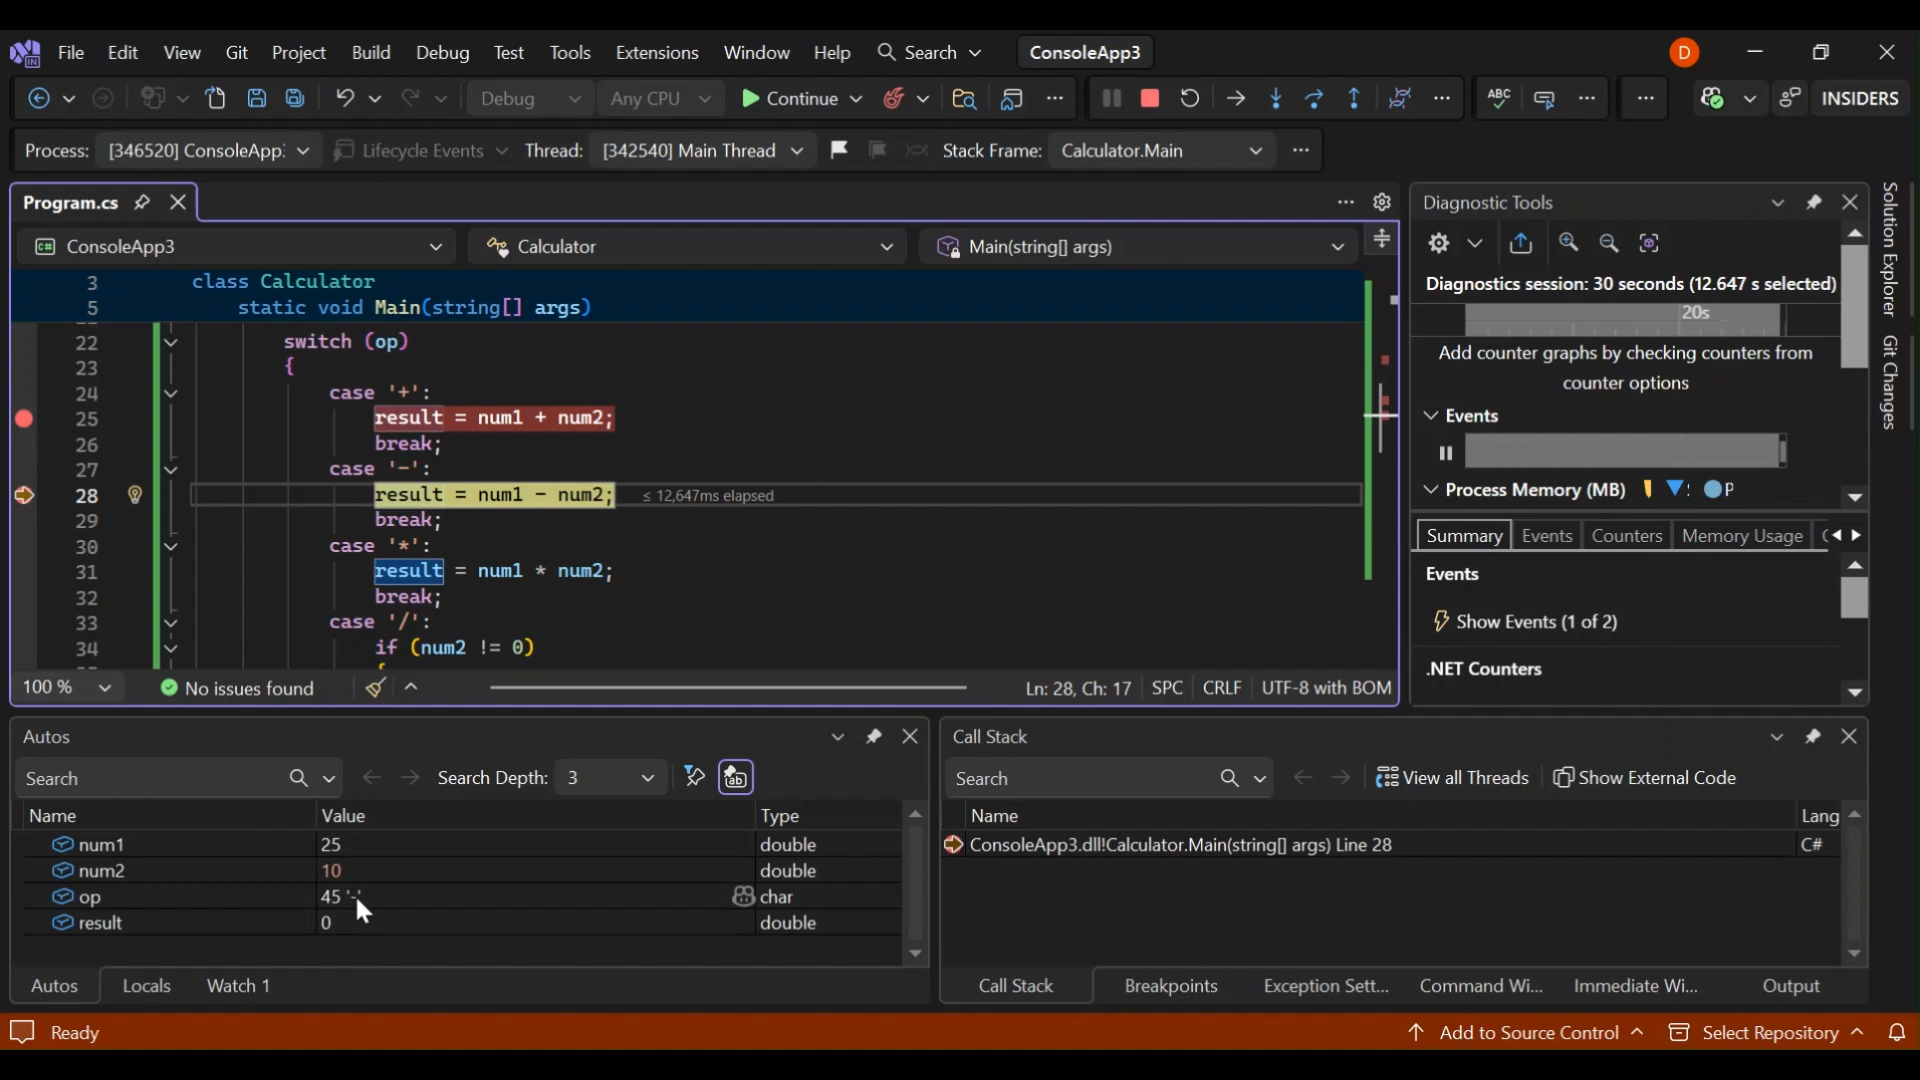 File Edit View Git Project Build Debug Test Tools Extensions Window Help Search ConsoleApp3 D
Debug Any CPU Continue ABC INSIDERS
Process: [346520] ConsoleApp: Lifecycle Events Thread: [342540] Main Thread Stack Frame: Calculator.Main
Program.cs
ConsoleApp3 Calculator Main(string[] args)
3 class Calculator
5 static void Main(string[] args)
22 switch (op)
23 {
24 case '+':
25 result = num1 + num2;
26 break;
27 case '-':
28 result = num1 - num2; ≤ 12,647ms elapsed
29 break;
30 case '*':
31 result = num1 * num2;
32 break;
33 case '/':
34 if (num2 != 0)
{
100 % No issues found Ln: 28, Ch: 17 SPC CRLF UTF-8 with BOM
Diagnostic Tools
Diagnostics session: 30 seconds (12.647 s selected)
20s
Add counter graphs by checking counters from
counter options
Events
Process Memory (MB) P
Summary Events Counters Memory Usage
Events
Show Events (1 of 2)
.NET Counters
Solution Explorer
Git Changes
Autos
Search Search Depth: 3
Name Value Type
num1 25 double
num2 10 double
op 45 '-' char
result 0 double
Autos Locals Watch 1
Call Stack
Search View all Threads Show External Code
Name Lang
ConsoleApp3.dll!Calculator.Main(string[] args) Line 28 C#
Call Stack Breakpoints Exception Sett... Command Wi... Immediate Wi... Output
Ready Add to Source Control Select Repository